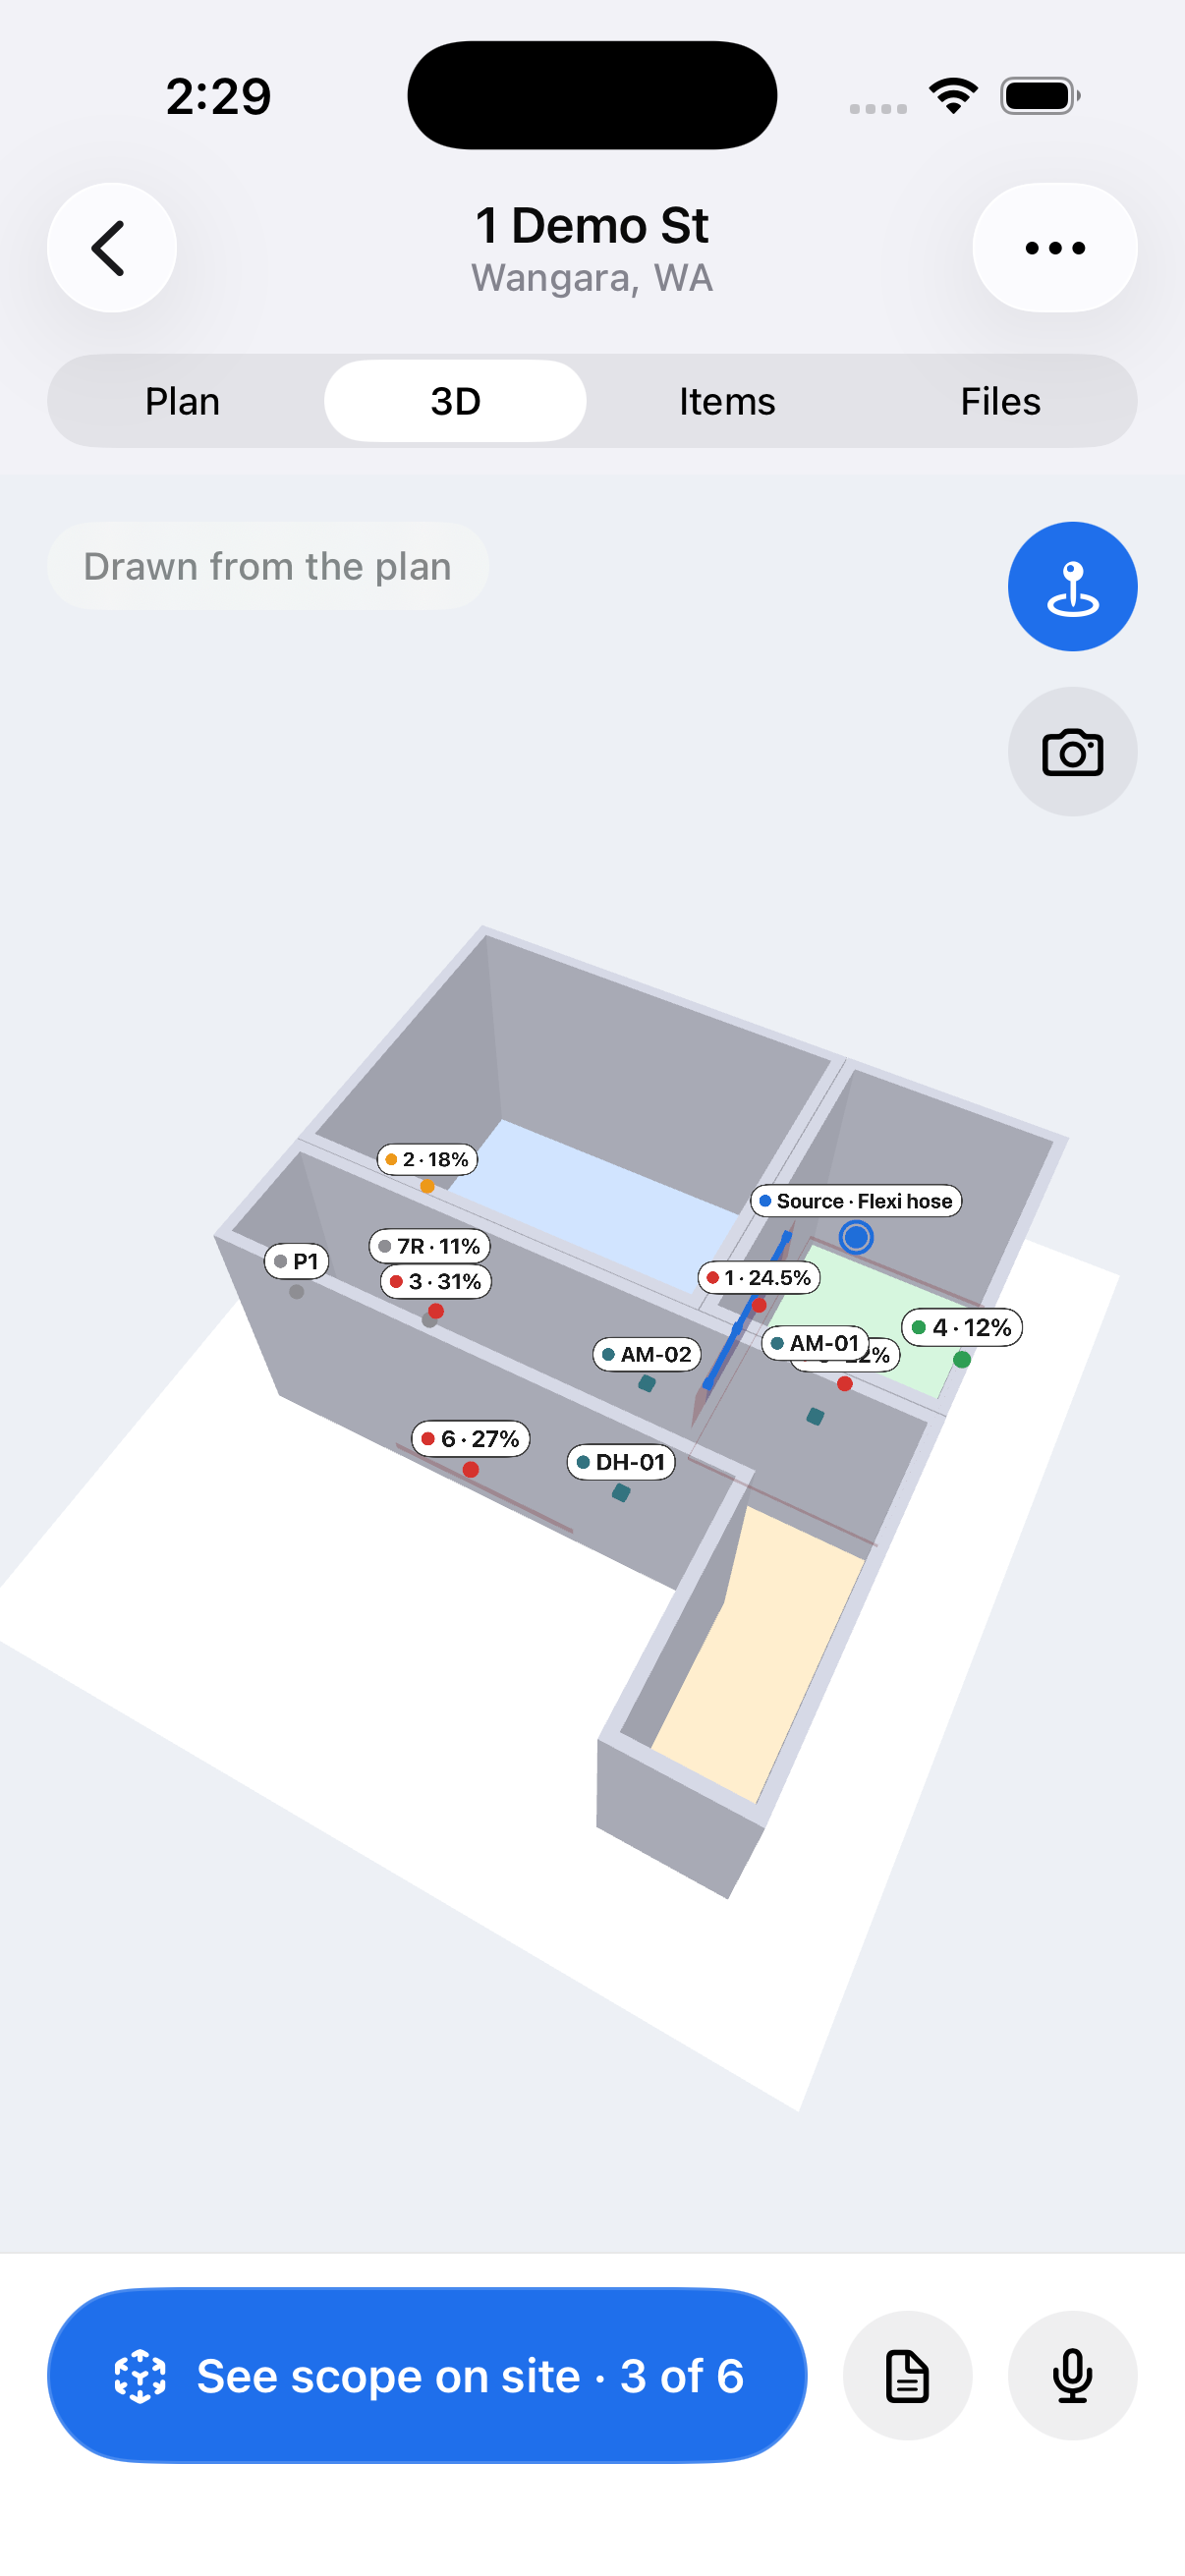 2:29
1 Demo St
Wangara, WA
Plan
3D
Items
Files
Drawn from the plan
2 · 18%
Source · Flexi hose
7R · 11%
P1
3 · 31%
1 · 24.5%
4 · 12%
AM-01
AM-02
6 · 27%
DH-01
See scope on site · 3 of 6